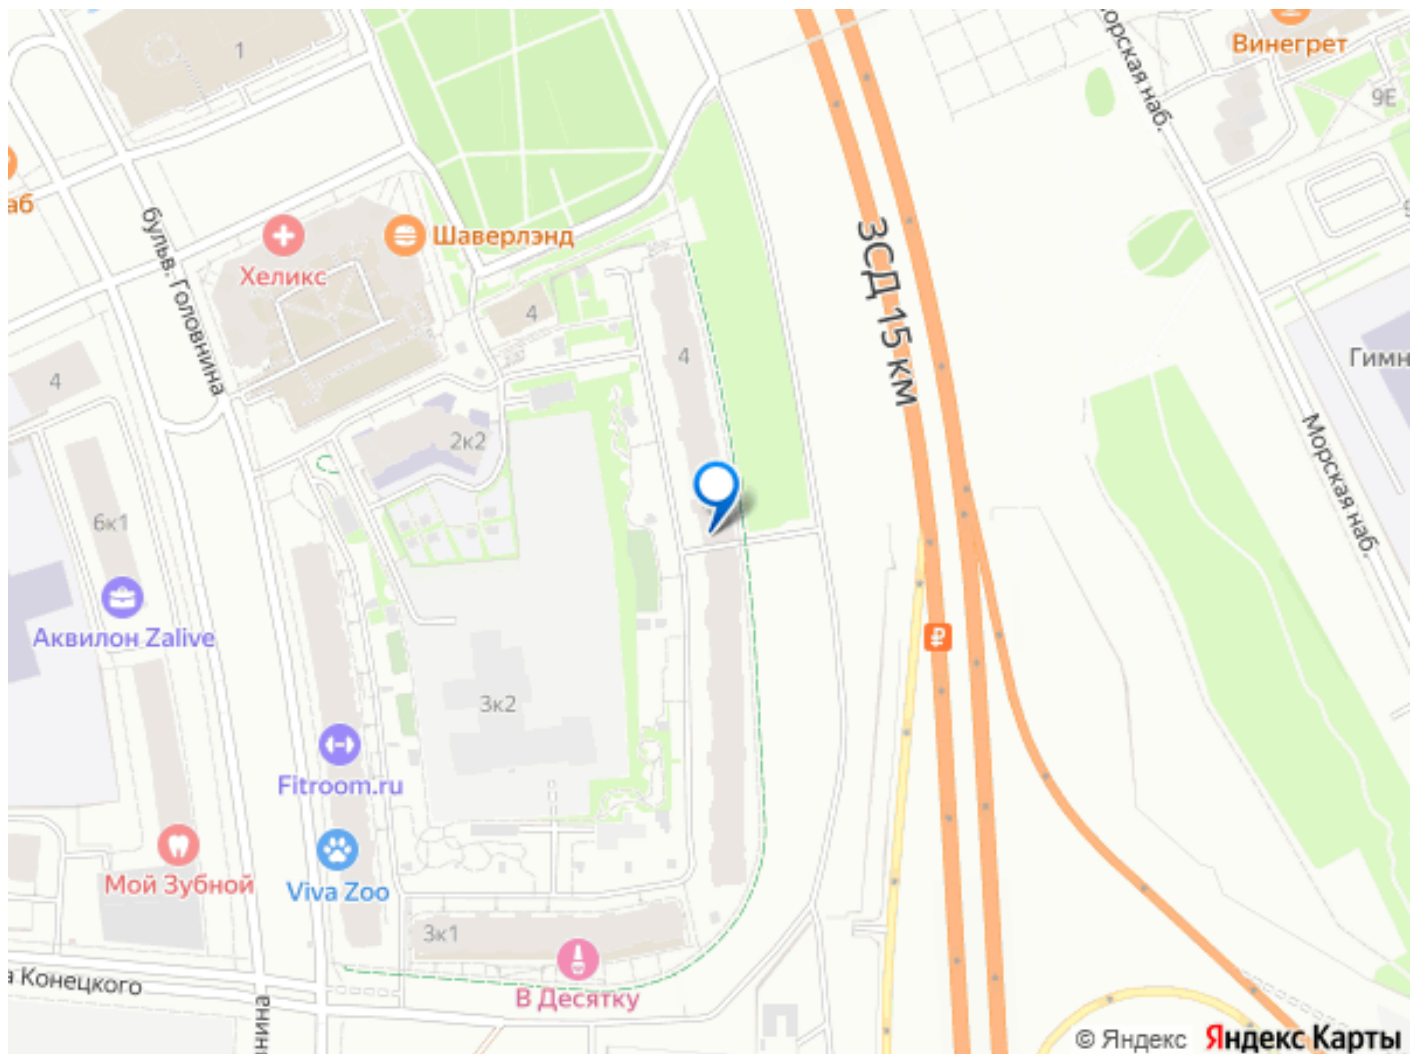 1
Винегрет
орская наб.
9Е
аб
бульв. Головнина
Шаверлэнд
Хеликс
4
4
ЗСД 15 км
4
Гимн
2к2
Морская наб.
6к1
Аквилон Zalive
3к2
Fitroom.ru
Мой Зубной
Viva Zoo
3к1
а Конецкого
В Десятку
нина
© Яндекс Яндекс Карты